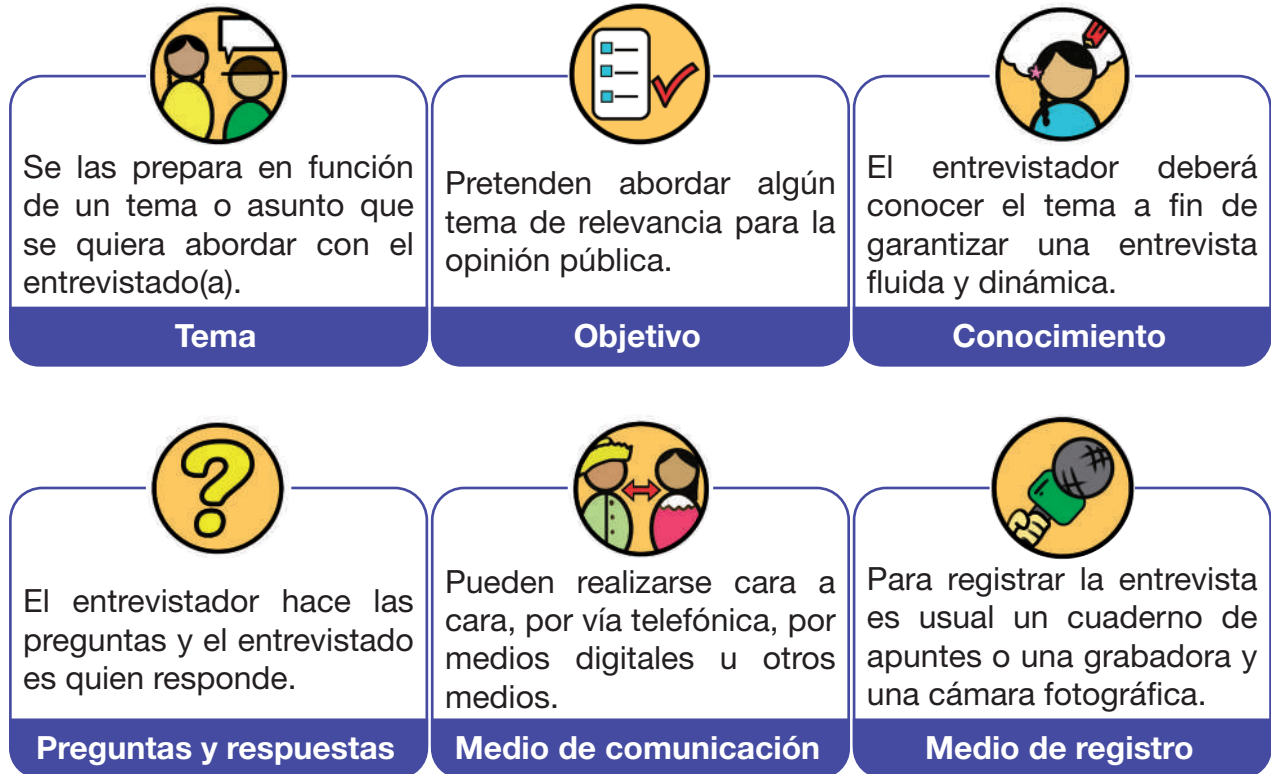 Se las prepara en función
de un tema o asunto que
se quiera abordar con el
entrevistado(a).
Tema
Pretenden abordar algún
tema de relevancia para la
opinión pública.
Objetivo
El entrevistador deberá
conocer el tema a fin de
garantizar una entrevista
fluida y dinámica.
Conocimiento
?
El entrevistador hace las
preguntas y el entrevistado
es quien responde.
Preguntas y respuestas
Pueden realizarse cara a
cara, por vía telefónica, por
medios digitales u otros
medios.
Medio de comunicación
Para registrar la entrevista
es usual un cuaderno de
apuntes o una grabadora y
una cámara fotográfica.
Medio de registro